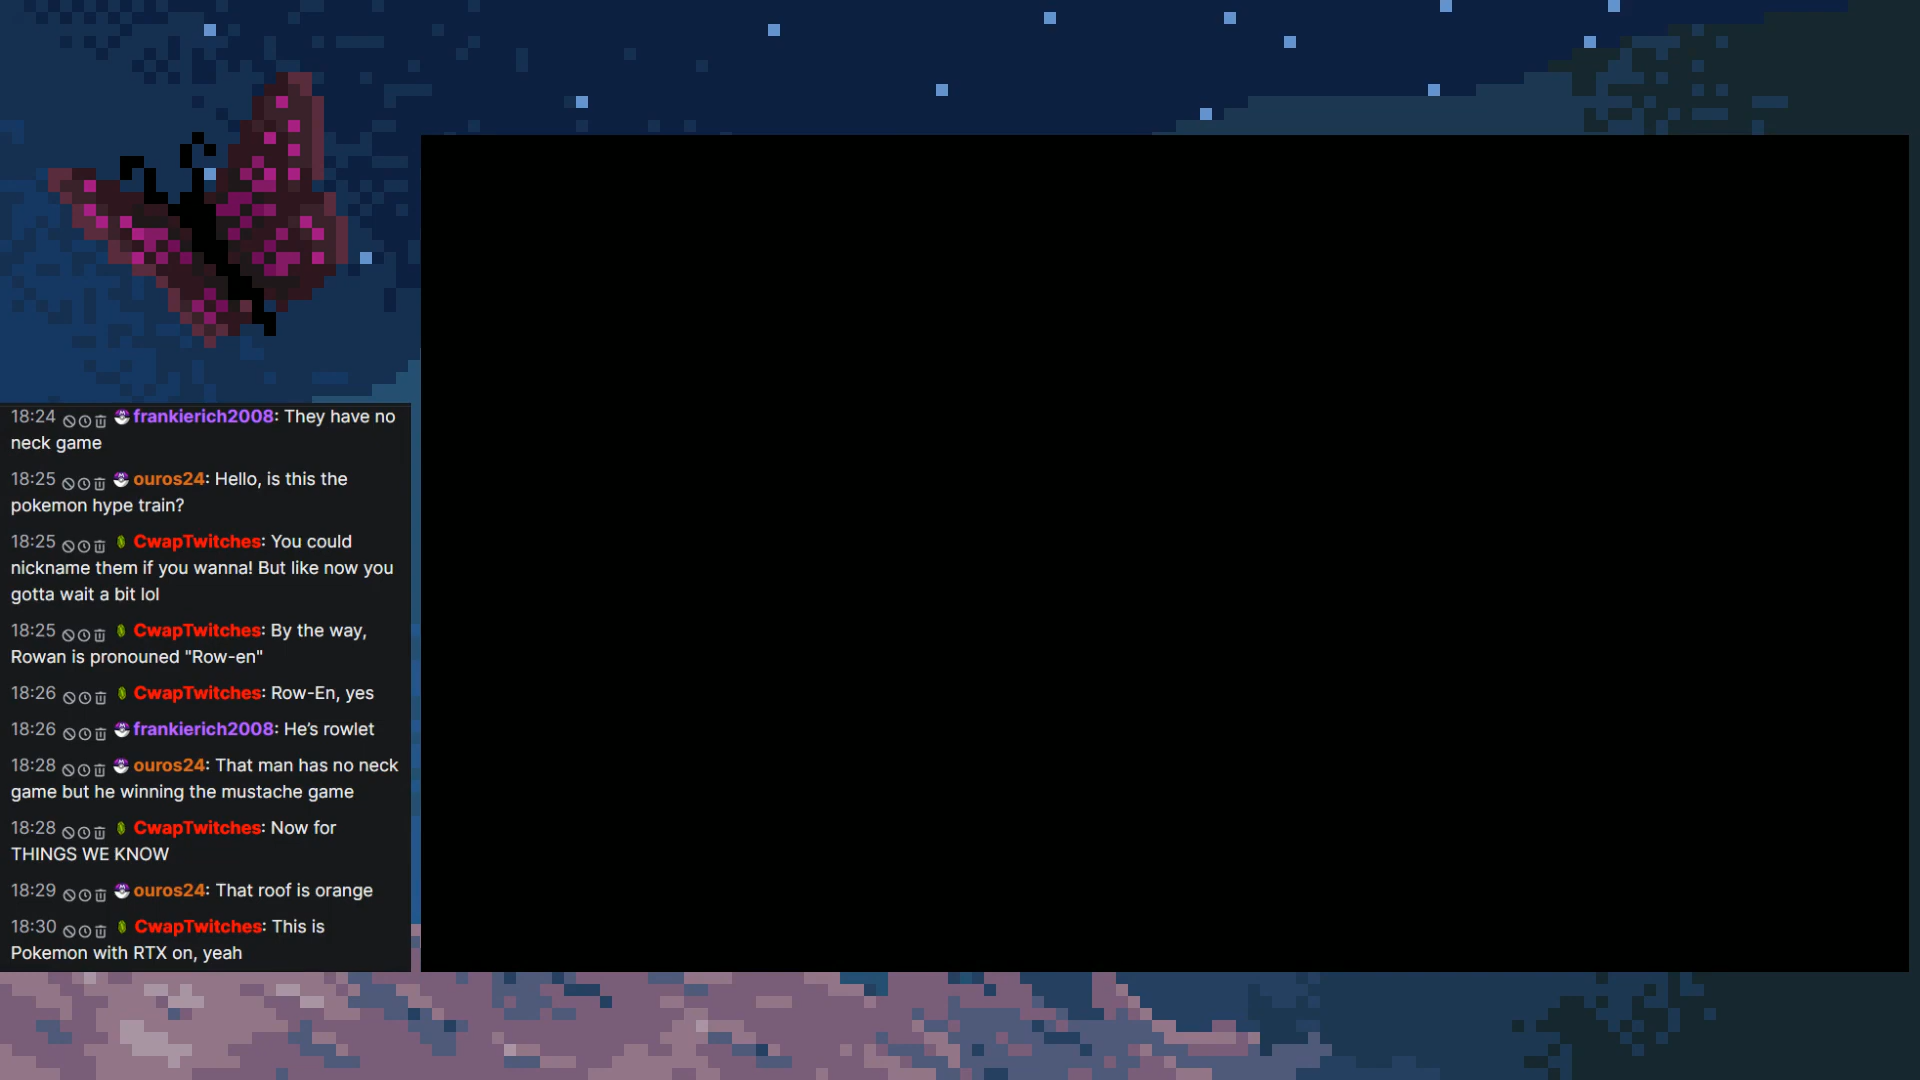 18:24 frankierich2008: They have no
neck game
18:25 ouros24: Hello, is this the
pokemon hype train?
18:25 CwapTwitches: You could
nickname them if you wanna! But like now you
gotta wait a bit lol
18:25 CwapTwitches: By the way,
Rowan is pronouned "Row-en"
18:26 CwapTwitches: Row-En, yes
18:26 frankierich2008: He's rowlet
18:28 ouros24: That man has no neck
game but he winning the mustache game
18:28 CwapTwitches: Now for
THINGS WE KNOW
18:29 ouros24: That roof is orange
18:30 CwapTwitches: This is
Pokemon with RTX on, yeah